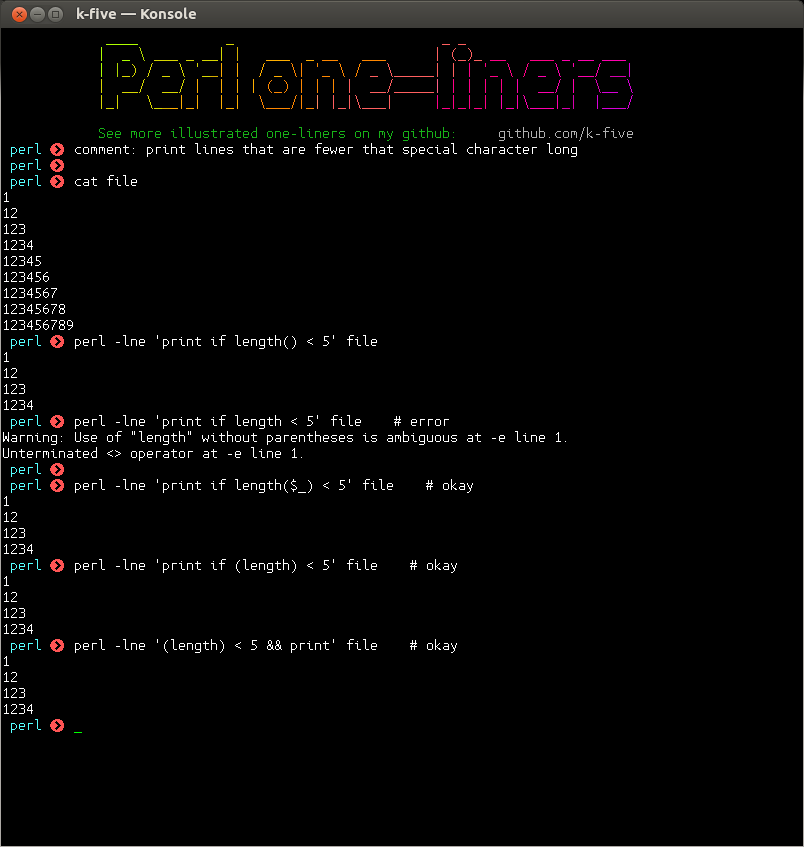 k-five — Konsole
Perl one-liners
See more illustrated one-liners on my github: github.com/k-five
perl comment: print lines that are fewer that special character long
perl
perl cat file
1
12
123
1234
12345
123456
1234567
12345678
123456789
perl perl -lne 'print if length() < 5' file
1
12
123
1234
perl perl -lne 'print if length < 5' file # error
Warning: Use of "length" without parentheses is ambiguous at -e line 1.
Unterminated <> operator at -e line 1.
perl
perl perl -lne 'print if length($_) < 5' file # okay
1
12
123
1234
perl perl -lne 'print if (length) < 5' file # okay
1
12
123
1234
perl perl -lne '(length) < 5 && print' file # okay
1
12
123
1234
perl _